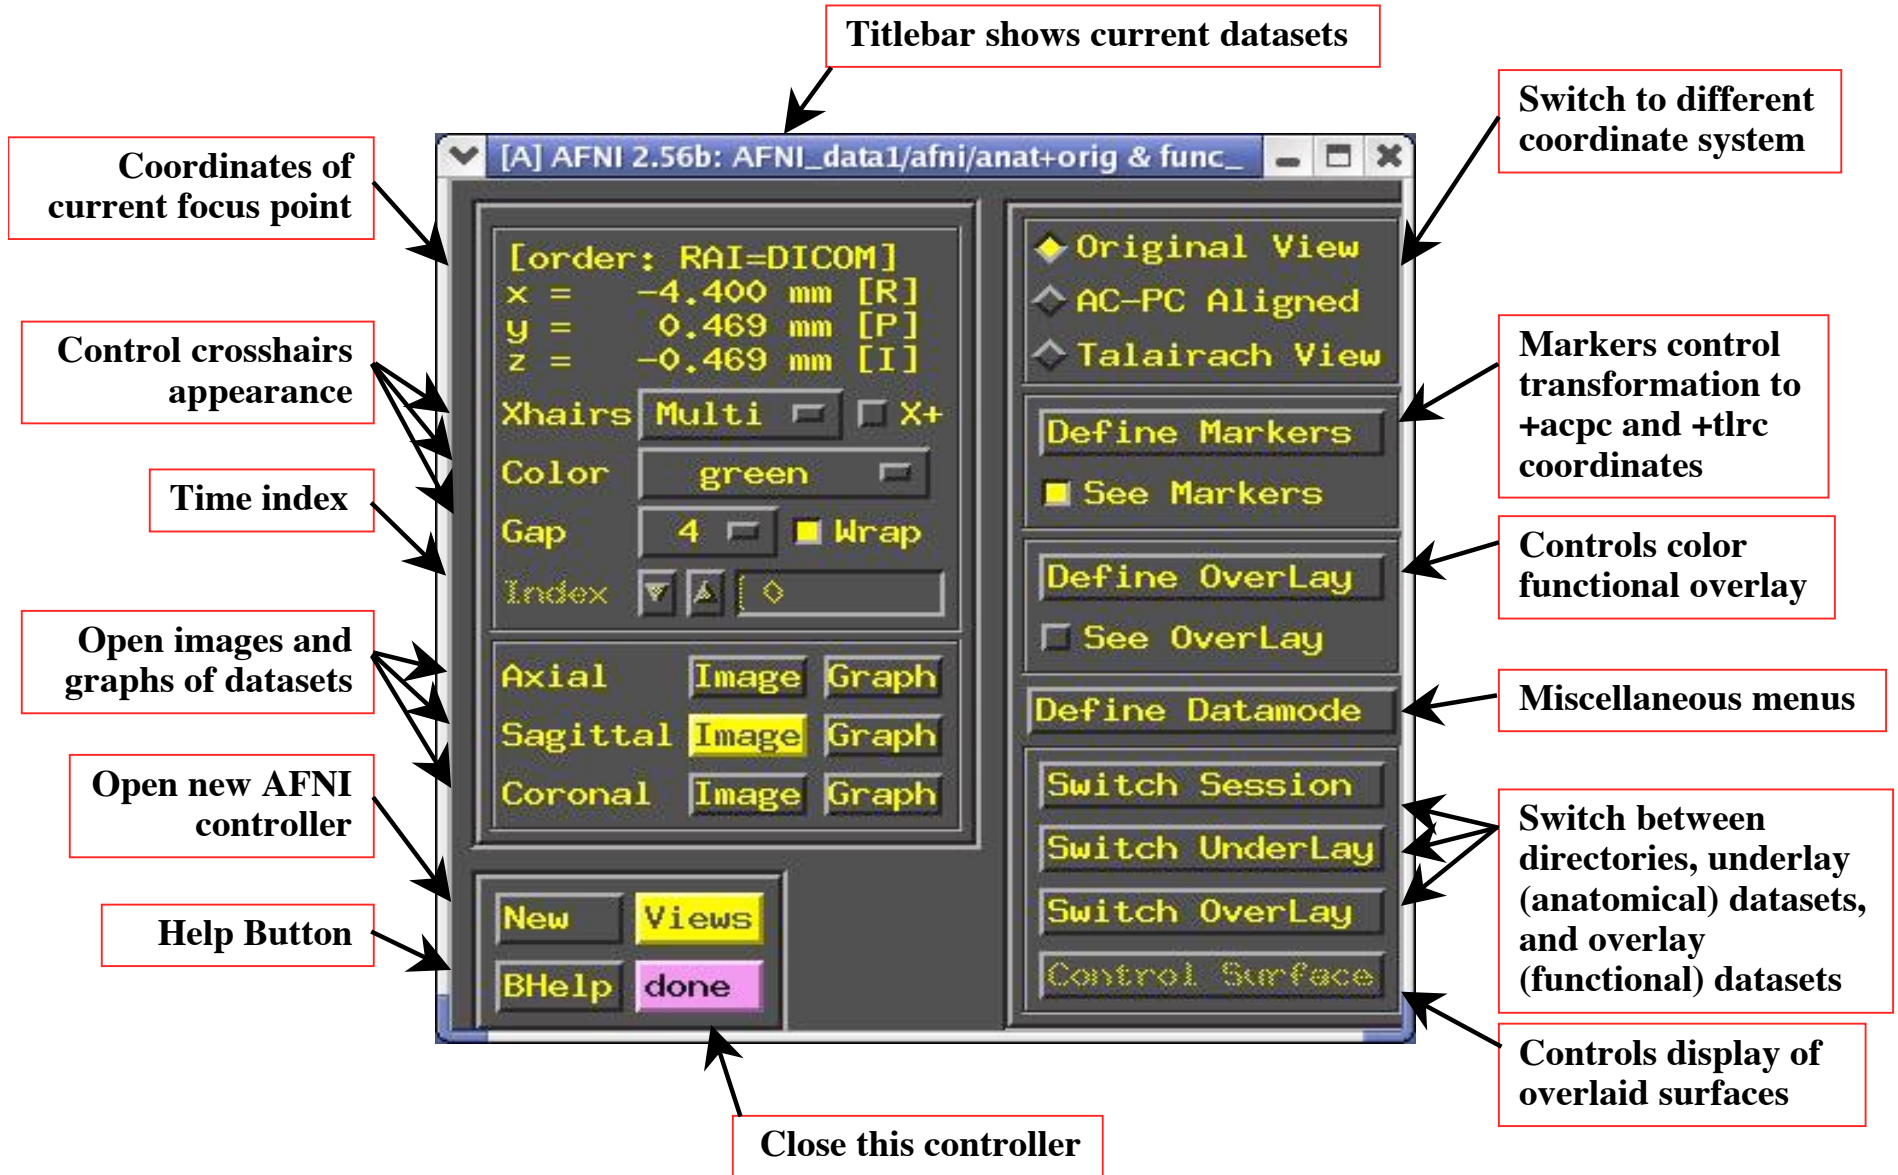 Titlebar shows current datasets
Switch to different
coordinate system
Coordinates of
current focus point
Control crosshairs
appearance
Time index
Open images and
graphs of datasets
Open new AFNI
controller
Help Button
[A] AFNI 2.56b: AFNI_data1/afni/anat+orig & func_
[order: RAI=DICOM]
x = -4.400 mm [R]
y = 0.469 mm [P]
z = -0.469 mm [I]
Xhairs Multi X+
Color green
Gap 4 Wrap
Index 0
Axial Image Graph
Sagittal Image Graph
Coronal Image Graph
New Views
BHelp done
Original View
AC-PC Aligned
Talairach View
Define Markers
See Markers
Define OverLay
See OverLay
Define Datamode
Switch Session
Switch UnderLay
Switch OverLay
Control Surface
Markers control
transformation to
+acpc and +tlrc
coordinates
Controls color
functional overlay
Miscellaneous menus
Switch between
directories, underlay
(anatomical) datasets,
and overlay
(functional) datasets
Controls display of
overlaid surfaces
Close this controller